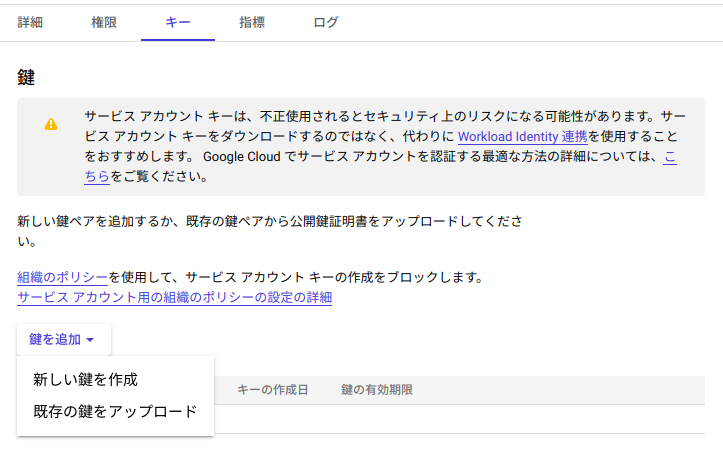 詳細 権限 キー 指標 ログ
鍵
サービス アカウント キーは、不正使用されるとセキュリティ上のリスクになる可能性があります。サー
ビス アカウント キーをダウンロードするのではなく、代わりに Workload Identity 連携を使用すること
をおすすめします。 Google Cloud でサービス アカウントを認証する最適な方法の詳細については、こ
ちらをご覧ください。
新しい鍵ペアを追加するか、既存の鍵ペアから公開鍵証明書をアップロードしてくださ
い。
組織のポリシーを使用して、サービス アカウント キーの作成をブロックします。
サービス アカウント用の組織のポリシーの設定の詳細
鍵を追加
新しい鍵を作成
既存の鍵をアップロード
キーの作成日 鍵の有効期限